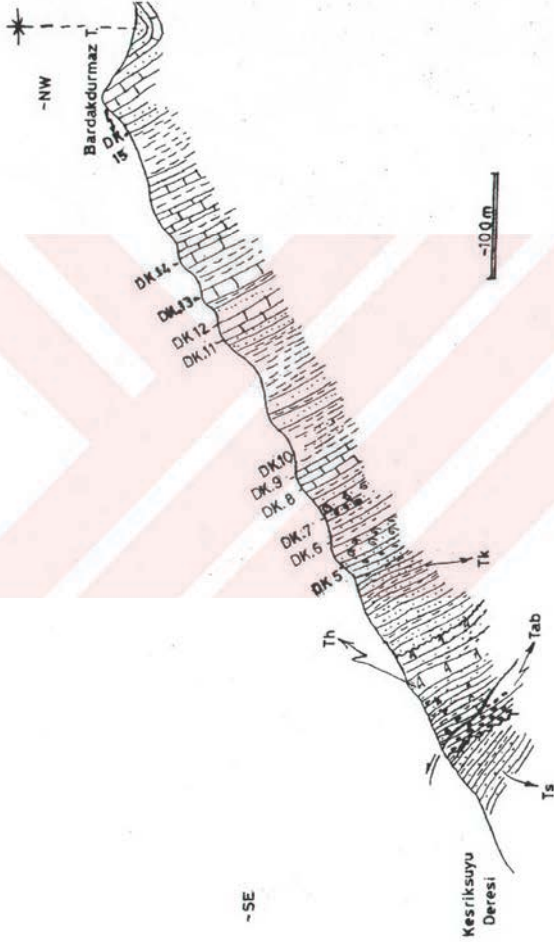 ~NW
Bardakdurmaz T.
DK
15
DK.14
DK.13
DK.12
DK.11
DK.10
DK.9
DK.8
DK.7
DK.6
DK.5
~100m
Th
Tk
Tab
Ts
~SE
Kesriksuyu
Deresi